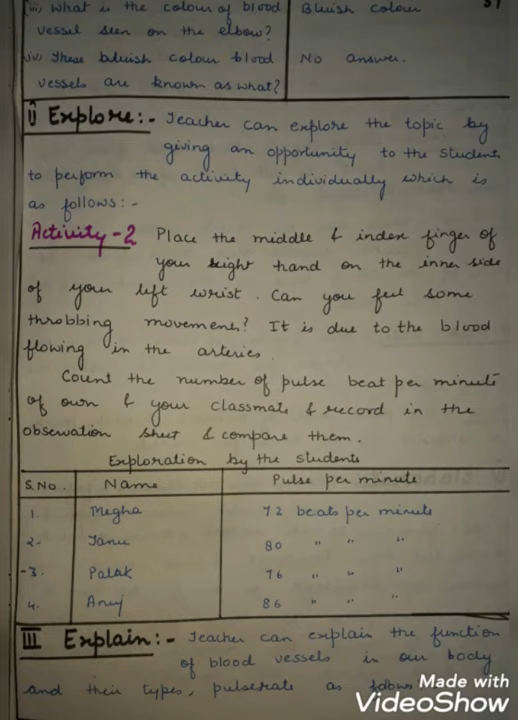 (iii) What is the colour of blood | Bluish colour
vessel seen on the elbow?
(iv) These bluish colour blood | No answer.
vessels are known as what?
ij Explore:- Teacher can explore the topic by
giving an opportunity to the students
to perform the activity individually which is
as follows:-
Activity-2 Place the middle & index finger of
your right hand on the inner side
of your left wrist. Can you feel some
throbbing movements? It is due to the blood
flowing in the arteries.
Count the number of pulse beat per minute
of own & your classmate & record in the
observation sheet & compare them.
Exploration by the students
S.No. | Name | Pulse per minute
1. | Megha | 72 beats per minute
2. | Tanu | 80 " " "
3. | Palak | 76 " " "
4. | Anuj | 86 " " "
III Explain:- Teacher can explain the function
of blood vessels in our body
and their types, pulserate as follows
Made with
VideoShow